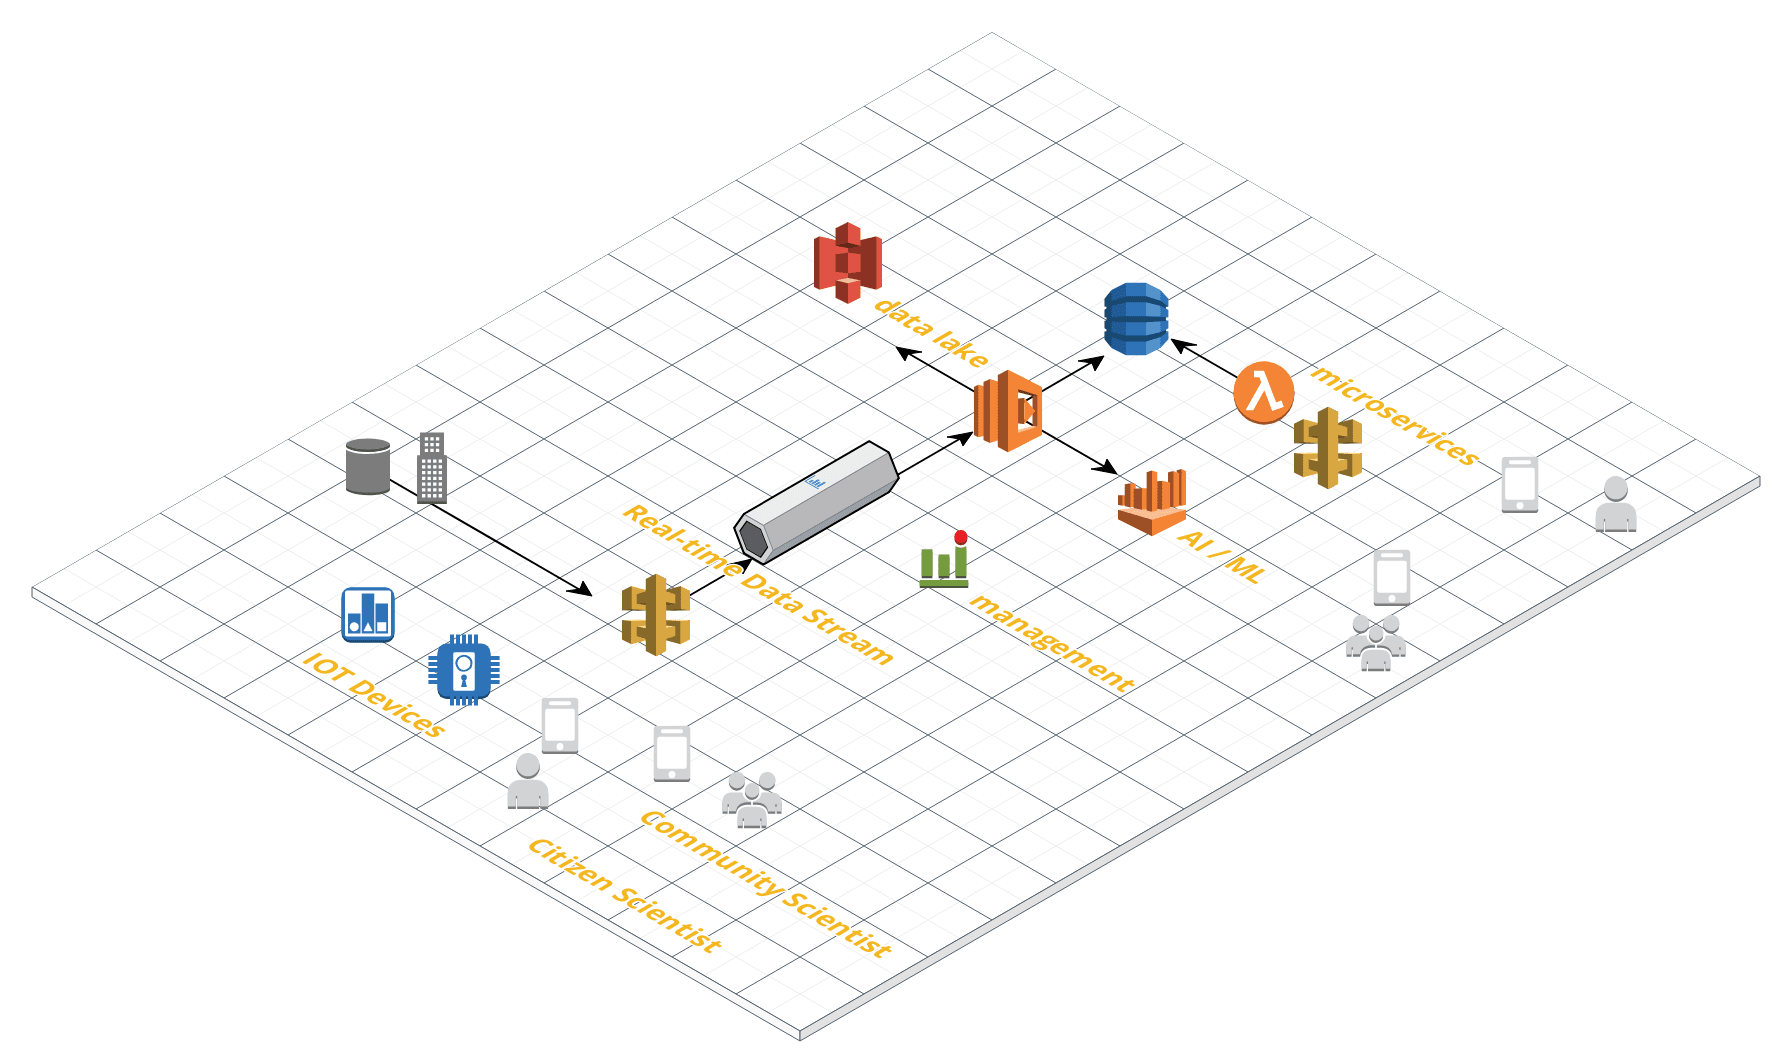 data lake
microservices
Real-time Data Stream
AI / ML
management
IOT Devices
Community Scientist
Citizen Scientist
λ